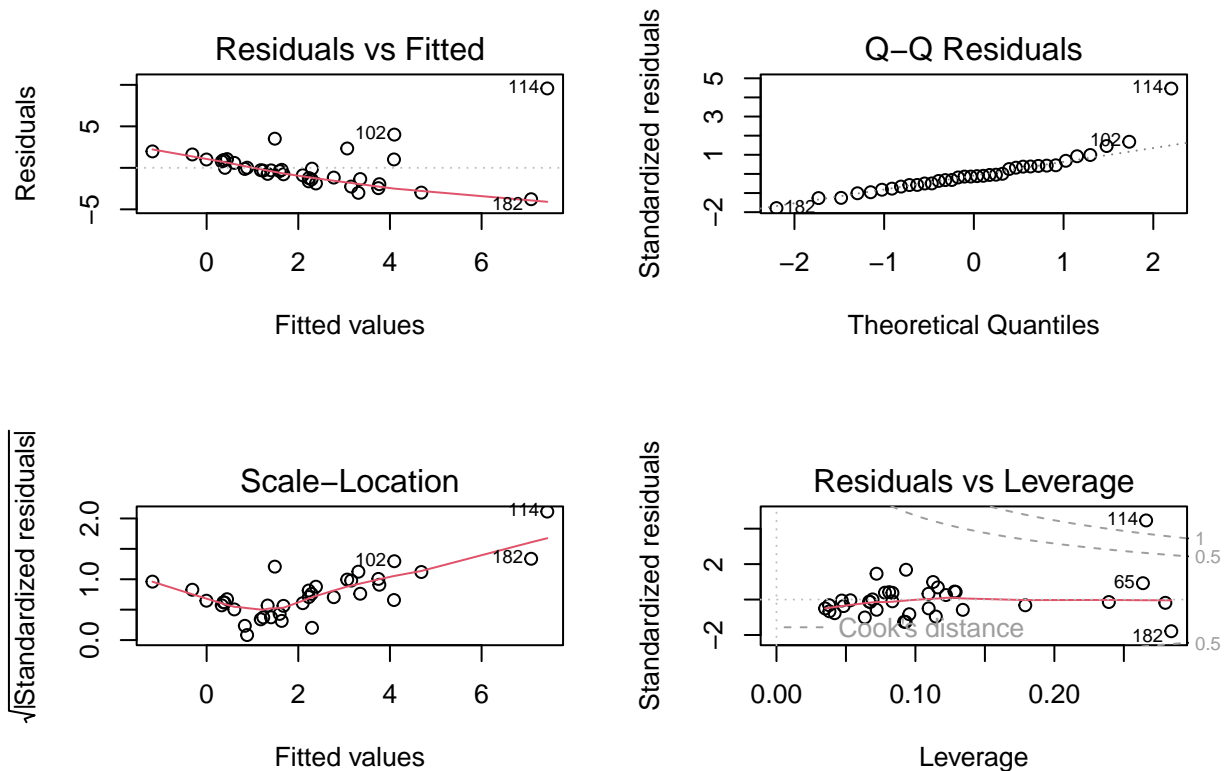 Residuals vs Fitted
Residuals
5
−5
0 2 4 6
Fitted values
114
102
182
Q−Q Residuals
Standardized residuals
5
3
1
−2
−2 −1 0 1 2
Theoretical Quantiles
114
102
182
Scale−Location
√|Standardized residuals|
2.0
1.0
0.0
0 2 4 6
Fitted values
114
102
182
Residuals vs Leverage
Standardized residuals
2
0
−2
0.00 0.10 0.20
Leverage
114
65
182
Cook's distance
1
0.5
0.5